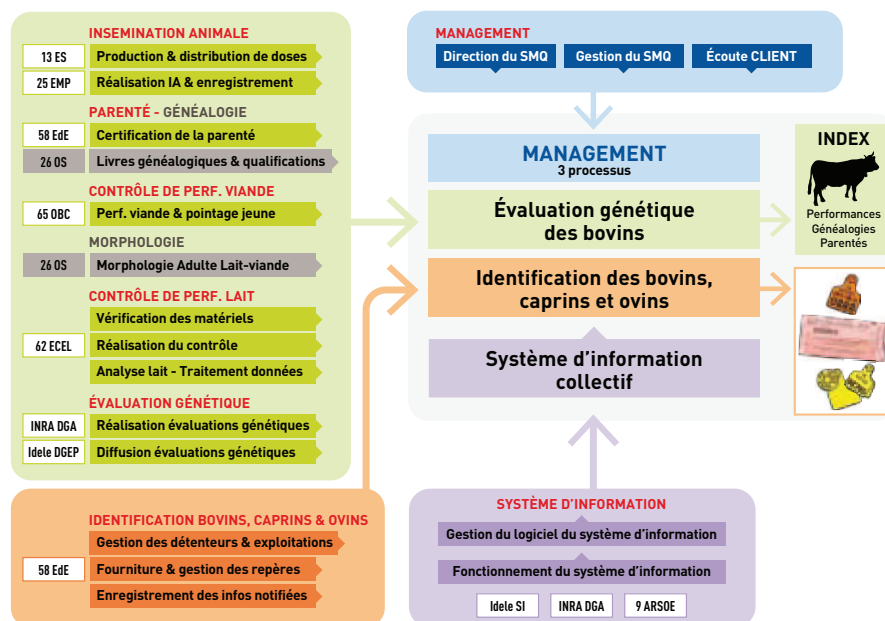 INSEMINATION ANIMALE
13 ES
Production & distribution de doses
25 EMP
Réalisation IA & enregistrement
PARENTÉ - GÉNÉALOGIE
58 EdE
Certification de la parenté
26 OS
Livres généalogiques & qualifications
CONTRÔLE DE PERF. VIANDE
65 OBC
Perf. viande & pointage jeune
MORPHOLOGIE
26 OS
Morphologie Adulte Lait-viande
CONTRÔLE DE PERF. LAIT
Vérification des matériels
62 ECEL
Réalisation du contrôle
Analyse lait - Traitement données
ÉVALUATION GÉNÉTIQUE
INRA DGA
Réalisation évaluations génétiques
Idele DGEP
Diffusion évaluations génétiques
IDENTIFICATION BOVINS, CAPRINS & OVINS
Gestion des détenteurs & exploitations
58 EdE
Fourniture & gestion des repères
Enregistrement des infos notifiées
MANAGEMENT
Direction du SMQ
Gestion du SMQ
Écoute CLIENT
MANAGEMENT
3 processus
Évaluation génétique
des bovins
Identification des bovins,
caprins et ovins
Système d'information
collectif
INDEX
Performances
Généalogies
Parentés
SYSTÈME D'INFORMATION
Gestion du logiciel du système d'information
Fonctionnement du système d'information
Idele SI
INRA DGA
9 ARSOE